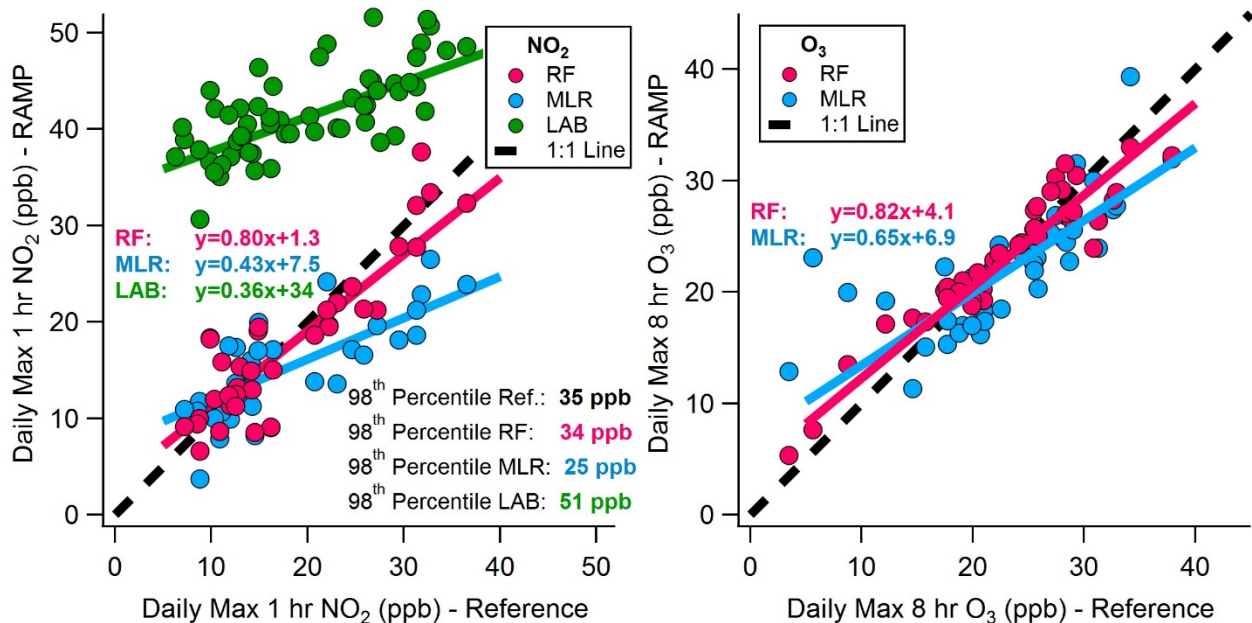 50
40
30
20
10
0
Daily Max 1 hr NO₂ (ppb) - RAMP
NO₂
RF
MLR
LAB
1:1 Line
RF: y=0.80x+1.3
MLR: y=0.43x+7.5
LAB: y=0.36x+34
98th Percentile Ref.: 35 ppb
98th Percentile RF: 34 ppb
98th Percentile MLR: 25 ppb
98th Percentile LAB: 51 ppb
0 10 20 30 40 50
Daily Max 1 hr NO₂ (ppb) - Reference
40
30
20
10
0
Daily Max 8 hr O₃ (ppb) - RAMP
O₃
RF
MLR
1:1 Line
RF: y=0.82x+4.1
MLR: y=0.65x+6.9
0 10 20 30 40
Daily Max 8 hr O₃ (ppb) - Reference